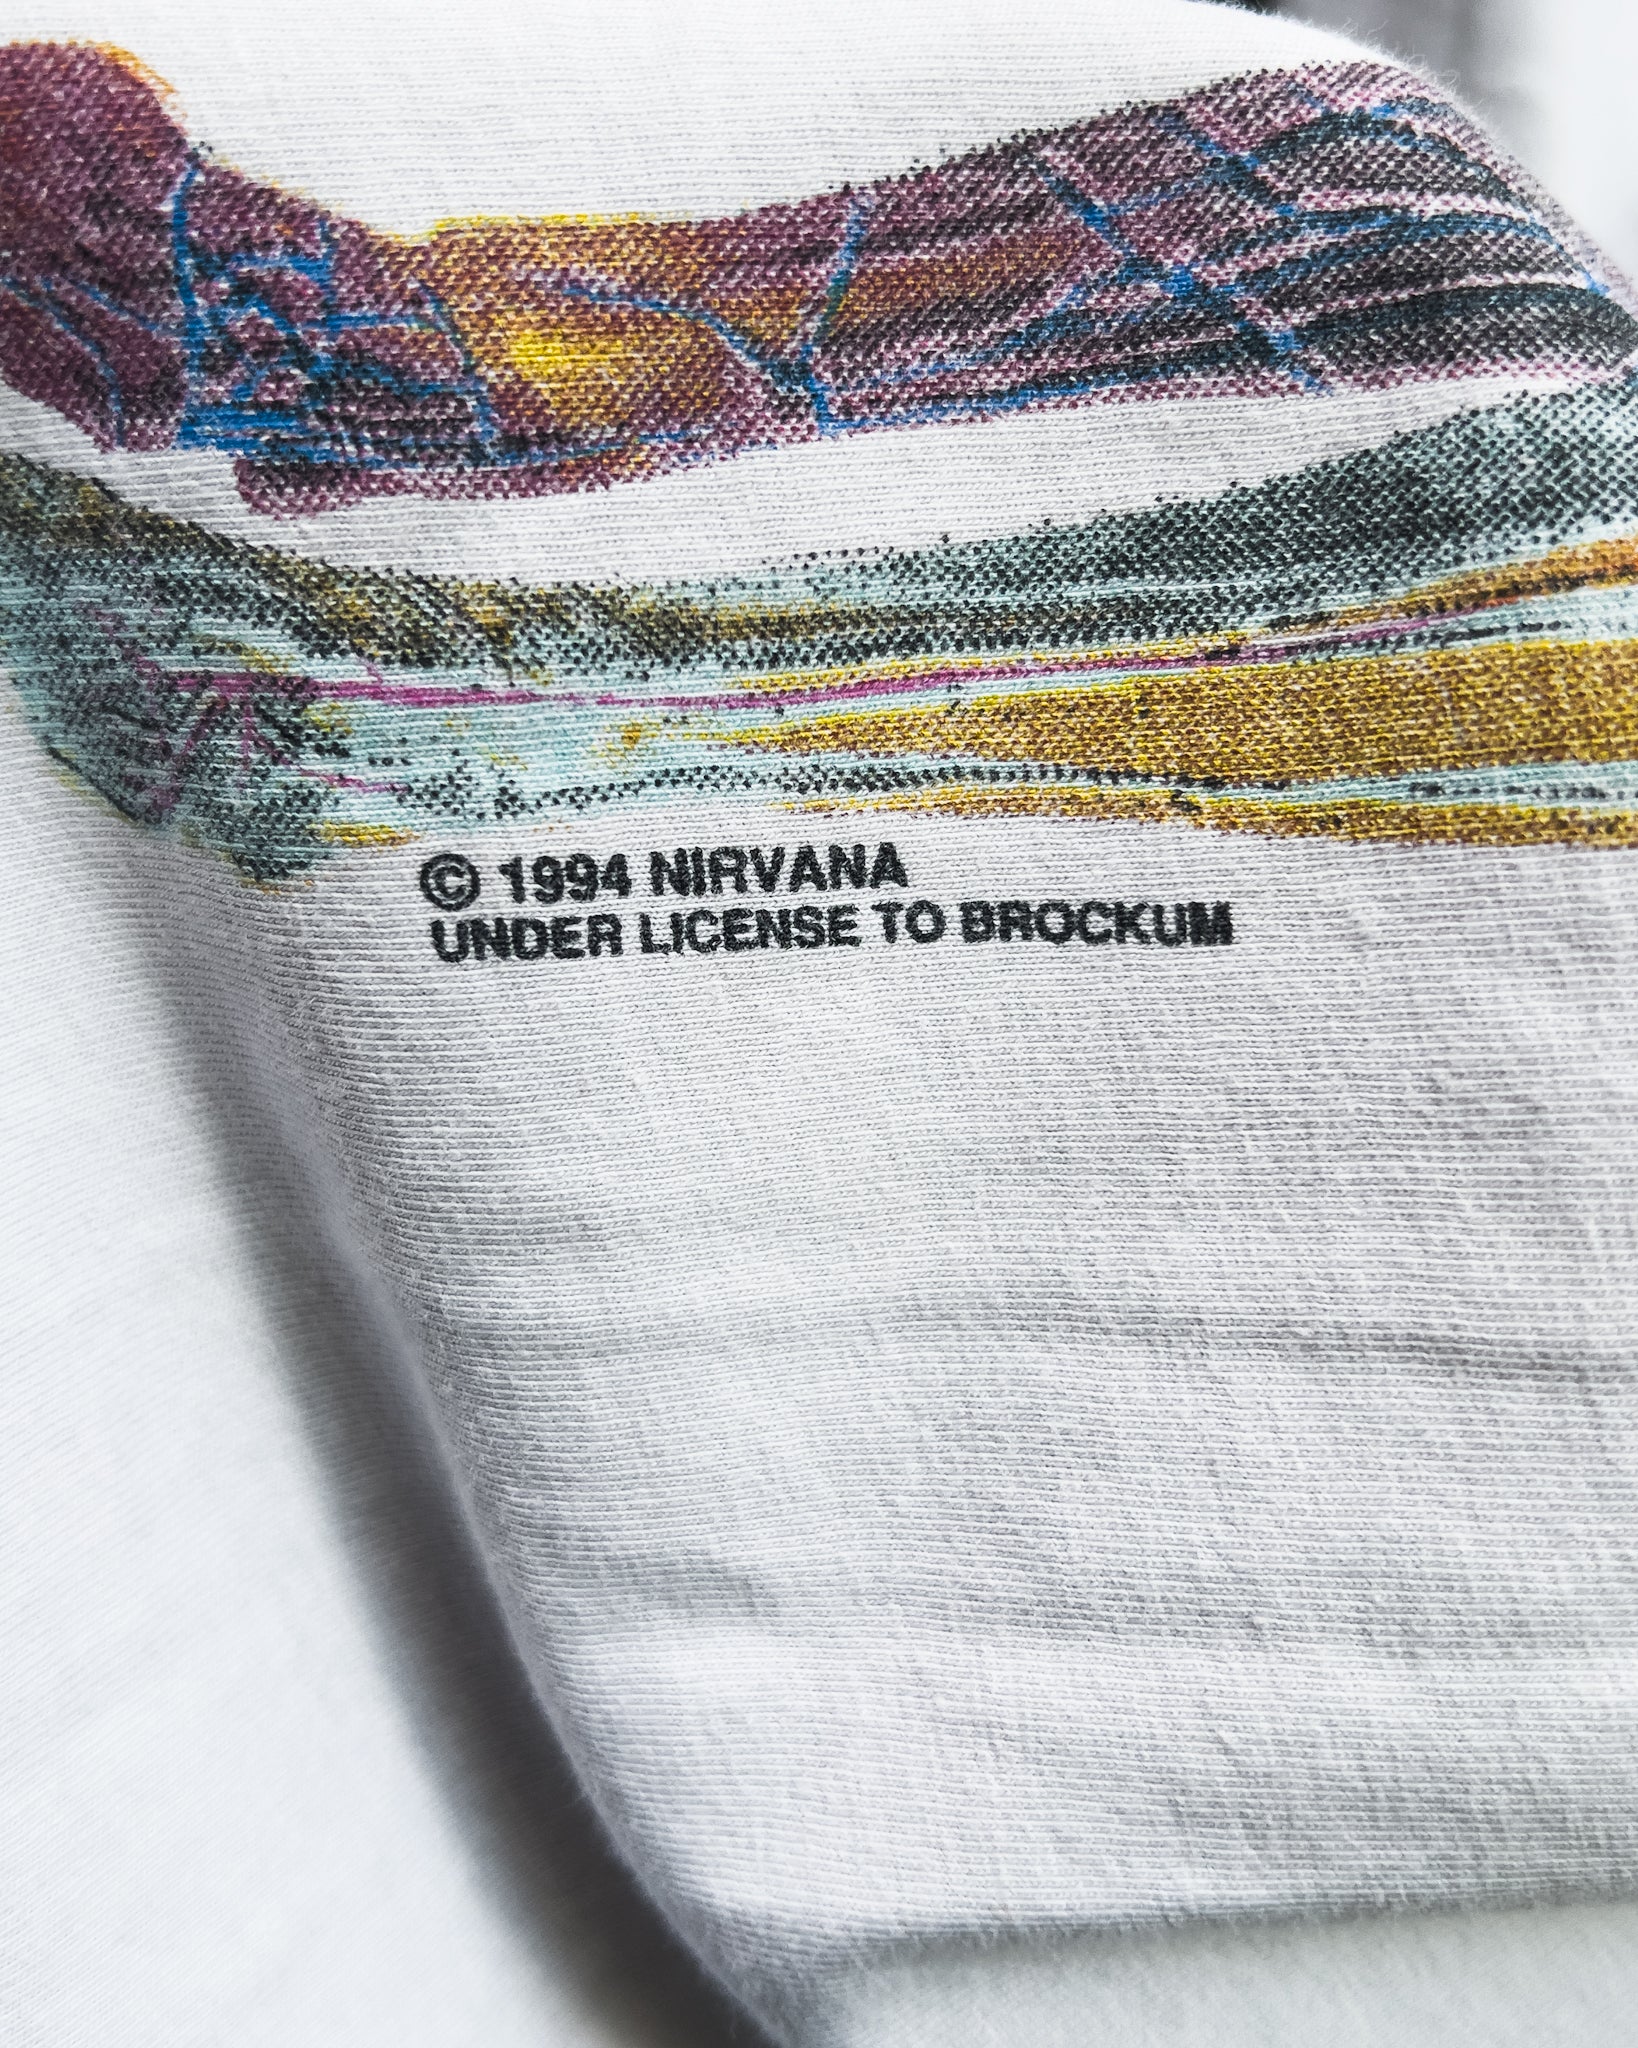 © 1994 NIRVANA
UNDER LICENSE TO BROCKUM